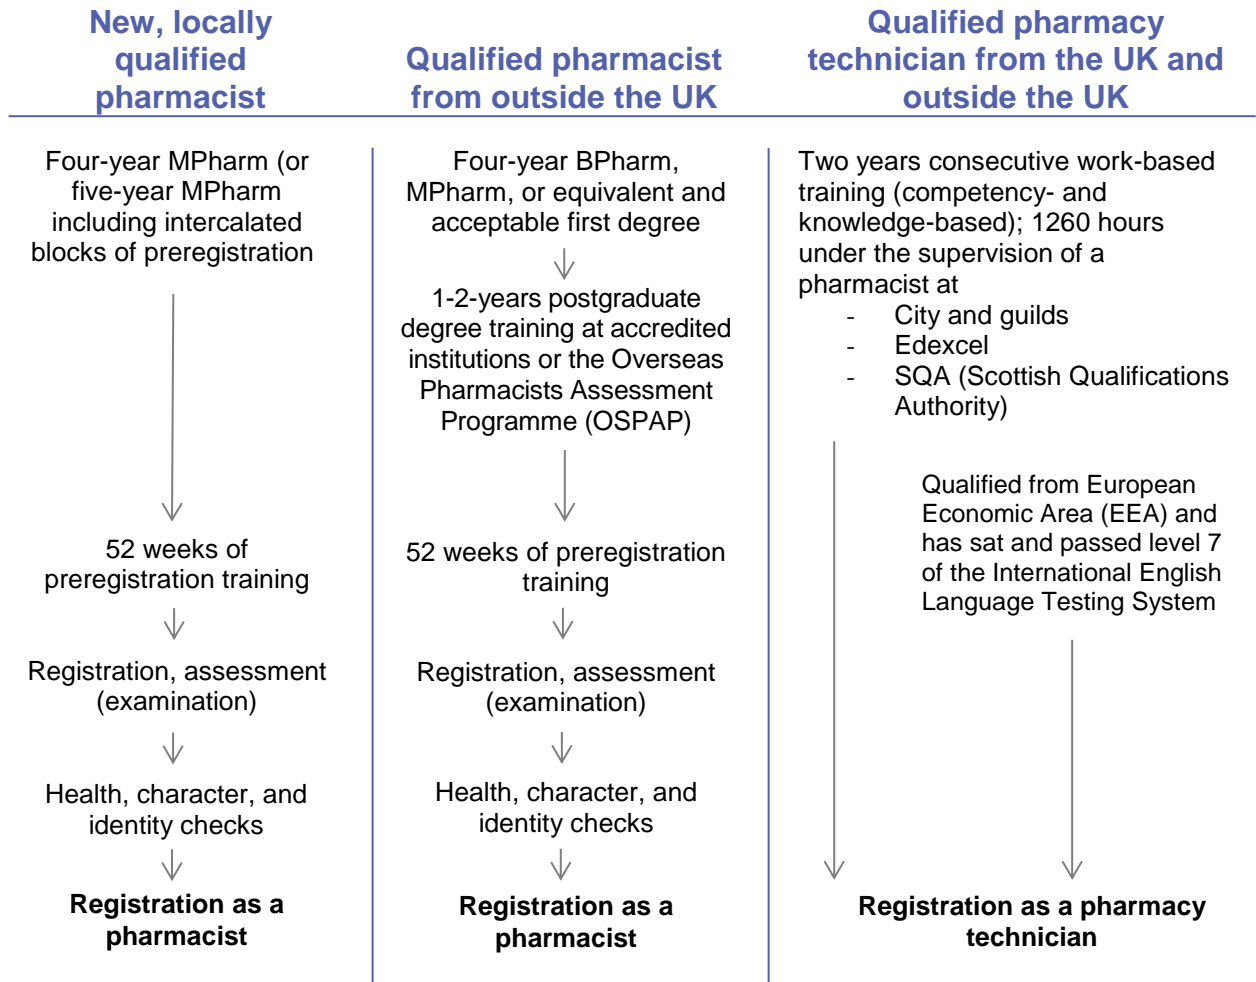 New, locally
qualified
pharmacist
Four-year MPharm (or
five-year MPharm
including intercalated
blocks of preregistration
52 weeks of
preregistration training
Registration, assessment
(examination)
Health, character, and
identity checks
Registration as a
pharmacist
Qualified pharmacist
from outside the UK
Four-year BPharm,
MPharm, or equivalent and
acceptable first degree
1-2-years postgraduate
degree training at accredited
institutions or the Overseas
Pharmacists Assessment
Programme (OSPAP)
52 weeks of preregistration
training
Registration, assessment
(examination)
Health, character, and
identity checks
Registration as a
pharmacist
Qualified pharmacy
technician from the UK and
outside the UK
Two years consecutive work-based
training (competency- and
knowledge-based); 1260 hours
under the supervision of a
pharmacist at
- City and guilds
- Edexcel
- SQA (Scottish Qualifications
Authority)
Qualified from European
Economic Area (EEA) and
has sat and passed level 7
of the International English
Language Testing System
Registration as a pharmacy
technician